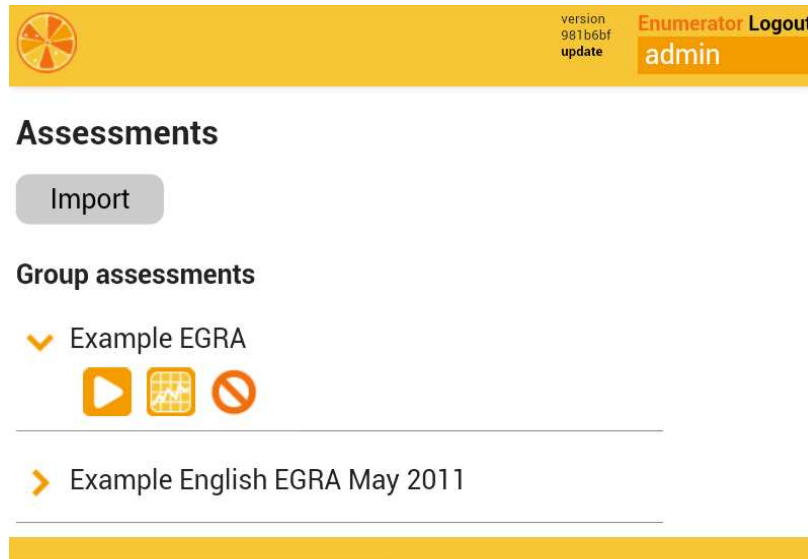 version
981b6bf
update
Enumerator Logout
admin
Assessments
Import
Group assessments
Example EGRA
Example English EGRA May 2011